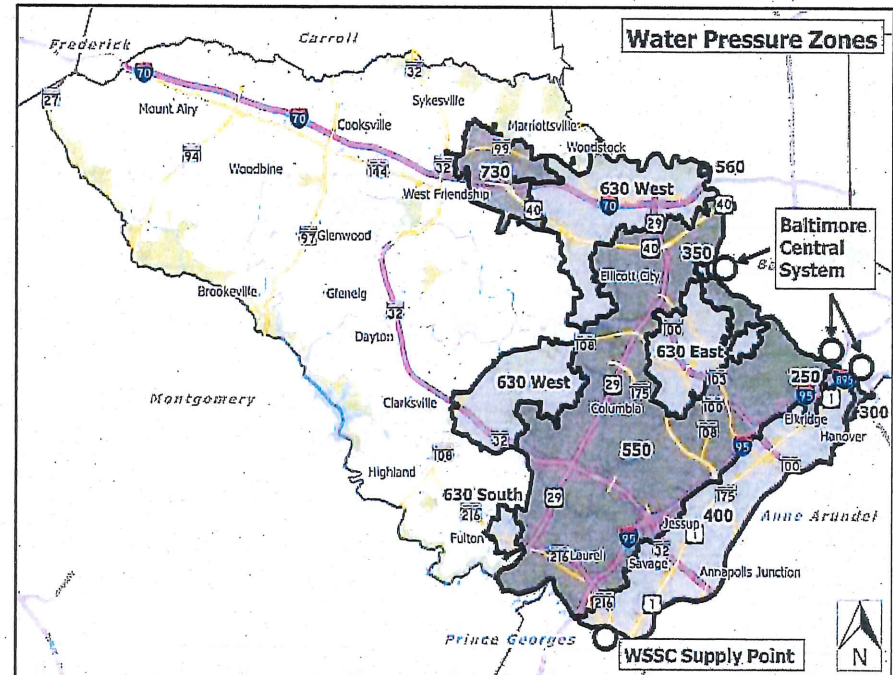 Water Pressure Zones
Frederick
Carroll
70
32
27
Mount Airy
70
Sykesville
Cooksville
Marriottsville
99
Woodstock
94
Woodbine
144
32
730
560
630 West
West Friendship
70
40
29
40
Baltimore
Central
System
97
Glenwood
40
350
Ellicott City
Brookeville
Glenelg
100
32
Dayton
108
630 East
630 West
29
175
103
250
895
95
1
300
Montgomery
Clarksville
Columbia
100
Elkridge
Hanover
32
108
95
108
550
100
Highland
175
630 South
29
400
Anne Arundel
216
Jessup
1
Fulton
95
32
216
Laurel
Savage
Annapolis Junction
216
1
Prince Georges
WSSC Supply Point
N